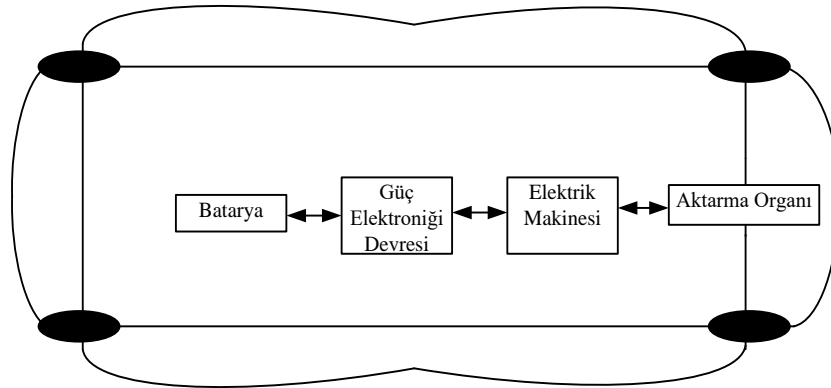 Batarya
Güç
Elektroniği
Devresi
Elektrik
Makinesi
Aktarma Organı